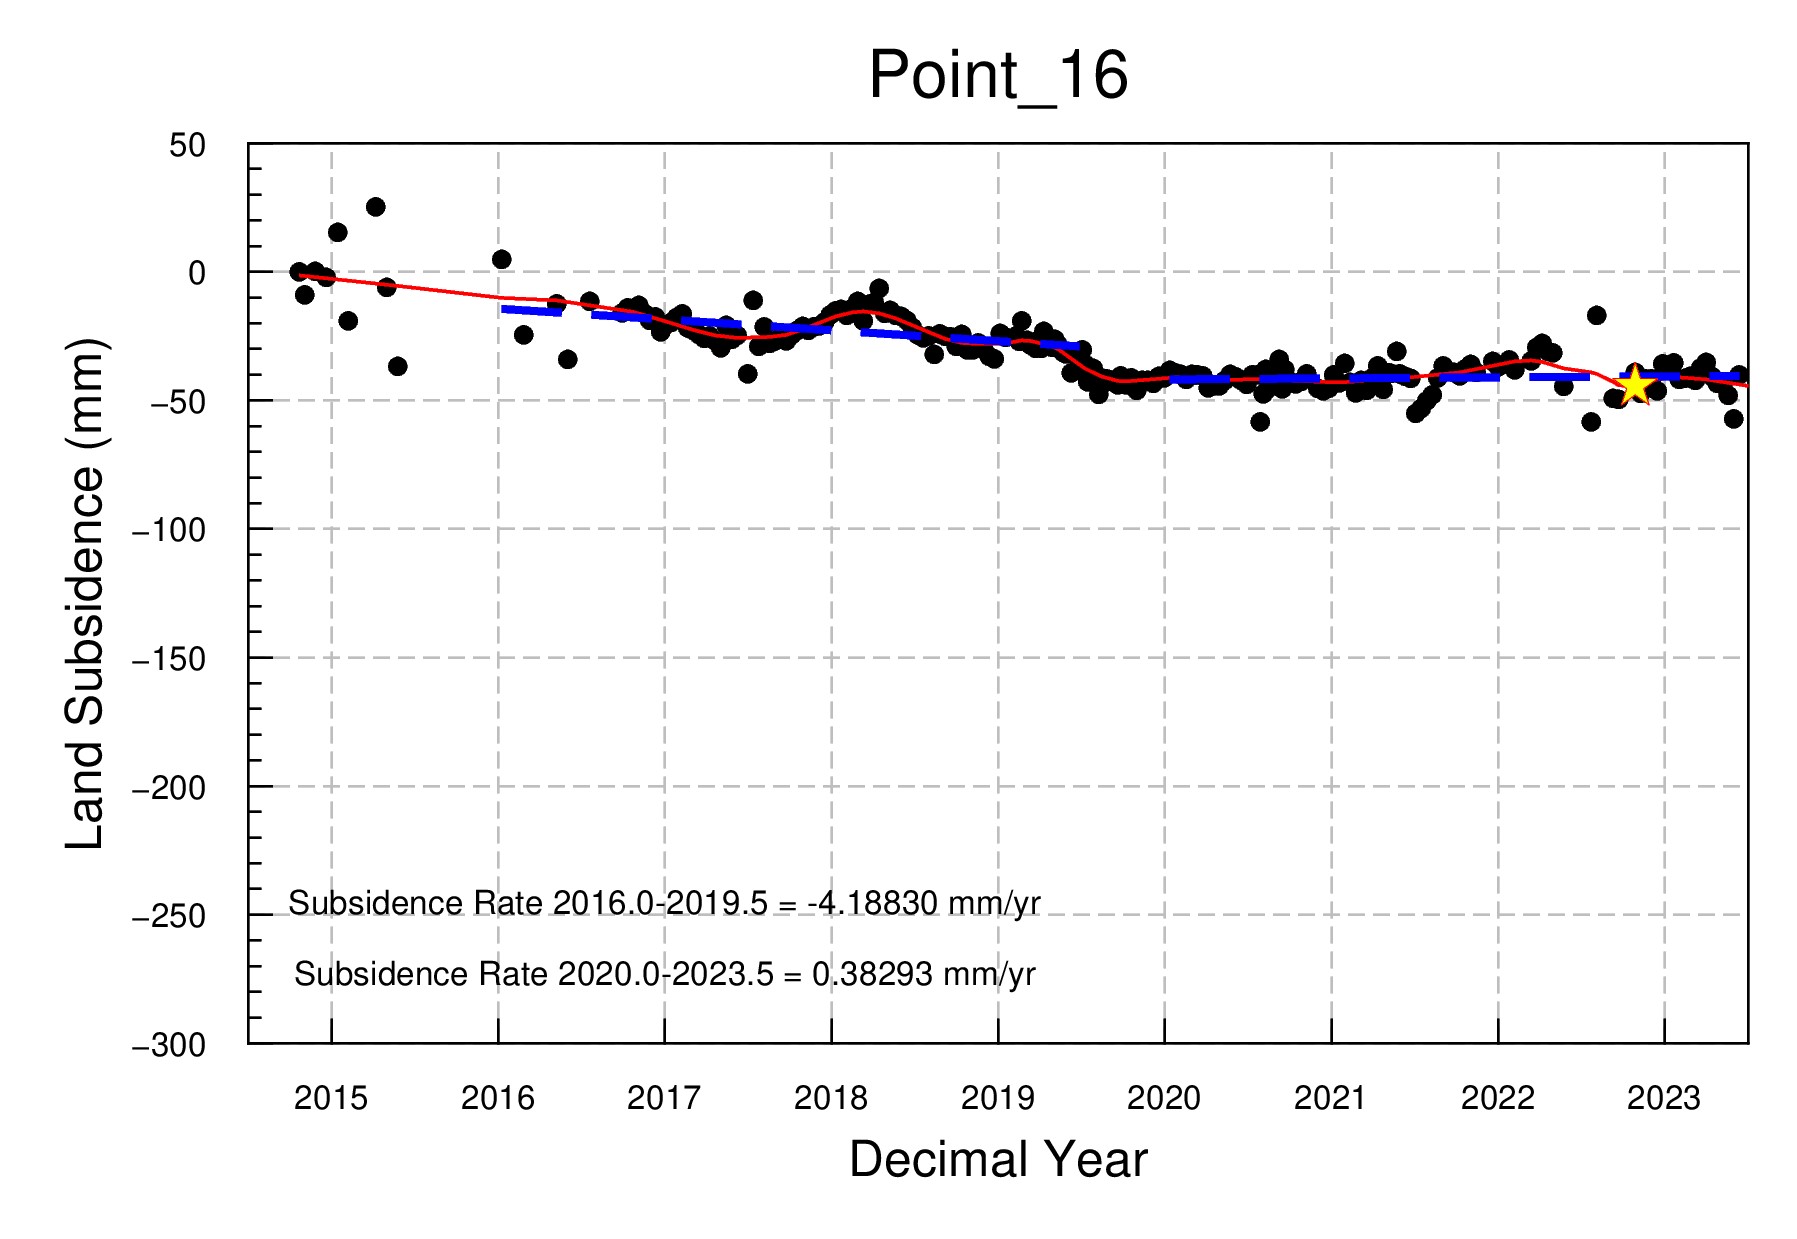 Point_16
50
0
−50
−100
−150
−200
−250
−300
Land Subsidence (mm)
Subsidence Rate 2016.0-2019.5 = -4.18830 mm/yr
Subsidence Rate 2020.0-2023.5 = 0.38293 mm/yr
2015 2016 2017 2018 2019 2020 2021 2022 2023
Decimal Year